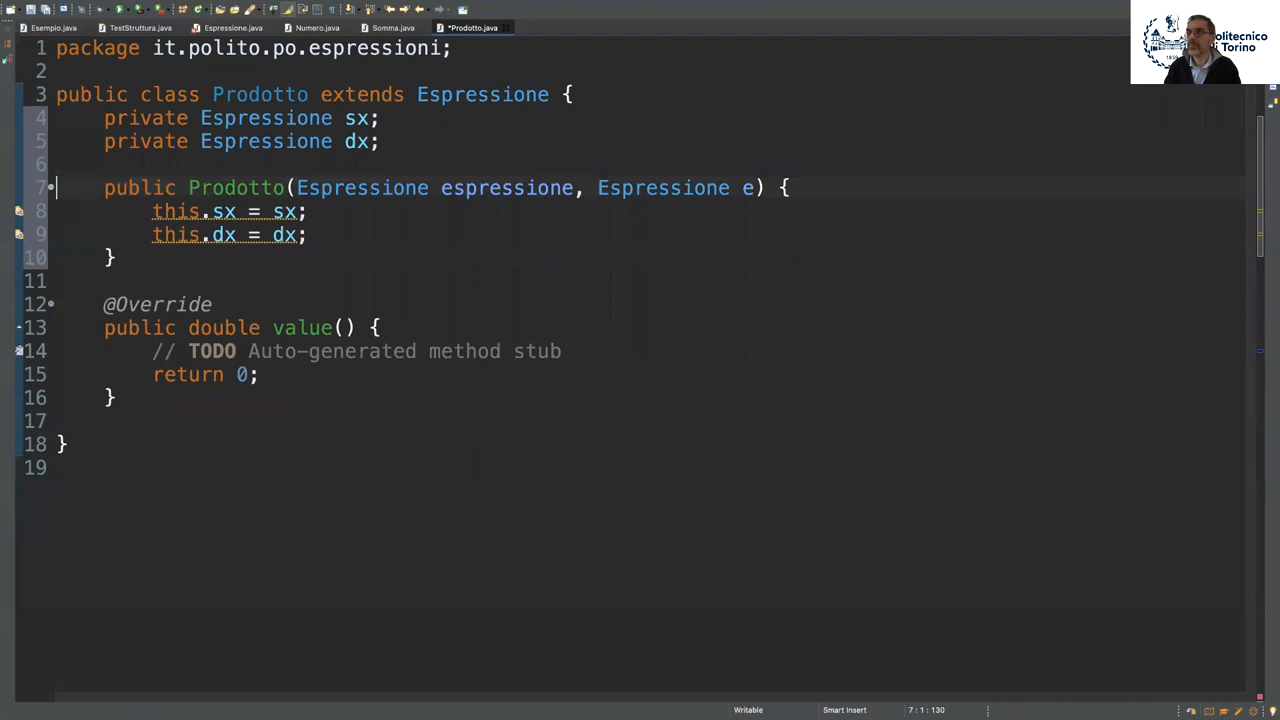 Esempio.java TestStruttura.java Espressione.java Numero.java Somma.java *Prodotto.java
Politecnico
di Torino
1859
1 package it.polito.po.espressioni;
2
3 public class Prodotto extends Espressione {
4 private Espressione sx;
5 private Espressione dx;
6
7 public Prodotto(Espressione espressione, Espressione e) {
8 this.sx = sx;
9 this.dx = dx;
10 }
11
12 @Override
13 public double value() {
14 // TODO Auto-generated method stub
15 return 0;
16 }
17
18 }
19
Writable Smart Insert 7 : 1 : 130